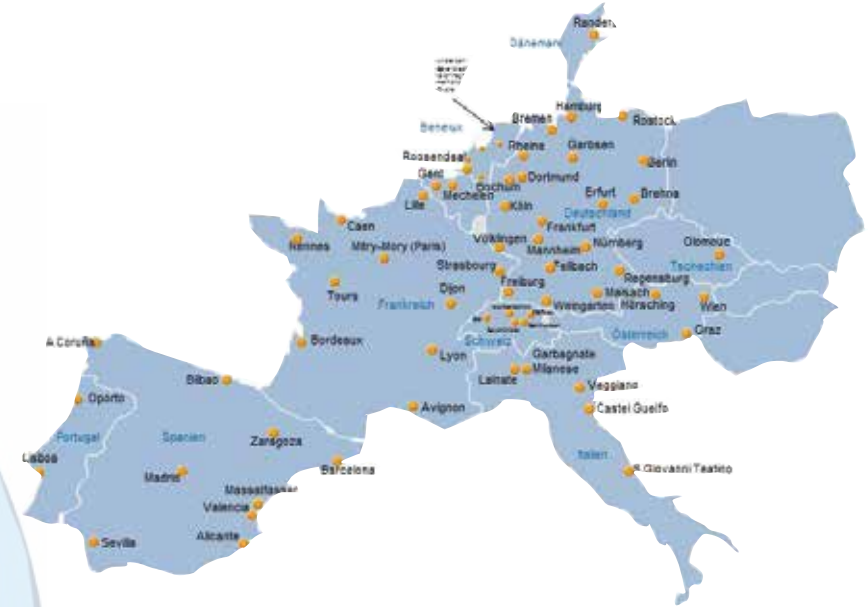 Randers
Dänemark
Hamburg
Bremen
Rostock
Benelux
Rheine
Garbsen
Roosendaal
Berlin
Gent
Bochum
Dortmund
Mechelen
Erfurt
Brehna
Lille
Köln
Deutschland
Caen
Frankfurt
Rennes
Mitry-Mory (Paris)
Völklingen
Mannheim
Nürnberg
Olomouc
Strasbourg
Fellbach
Tschechien
Regensburg
Freiburg
Tours
Dijon
Frankreich
Maisach
Hörsching
Weingarten
Wien
Schweiz
Österreich
Graz
A Coruña
Bordeaux
Lyon
Garbagnate
Milanese
Lainate
Bilbao
Veggiano
Oporto
Avignon
Castel Guelfo
Portugal
Spanien
Zaragoza
Italien
Lisboa
Madrid
Barcelona
S.Giovanni Teatino
Massalfassar
Valencia
Alicante
Sevilla